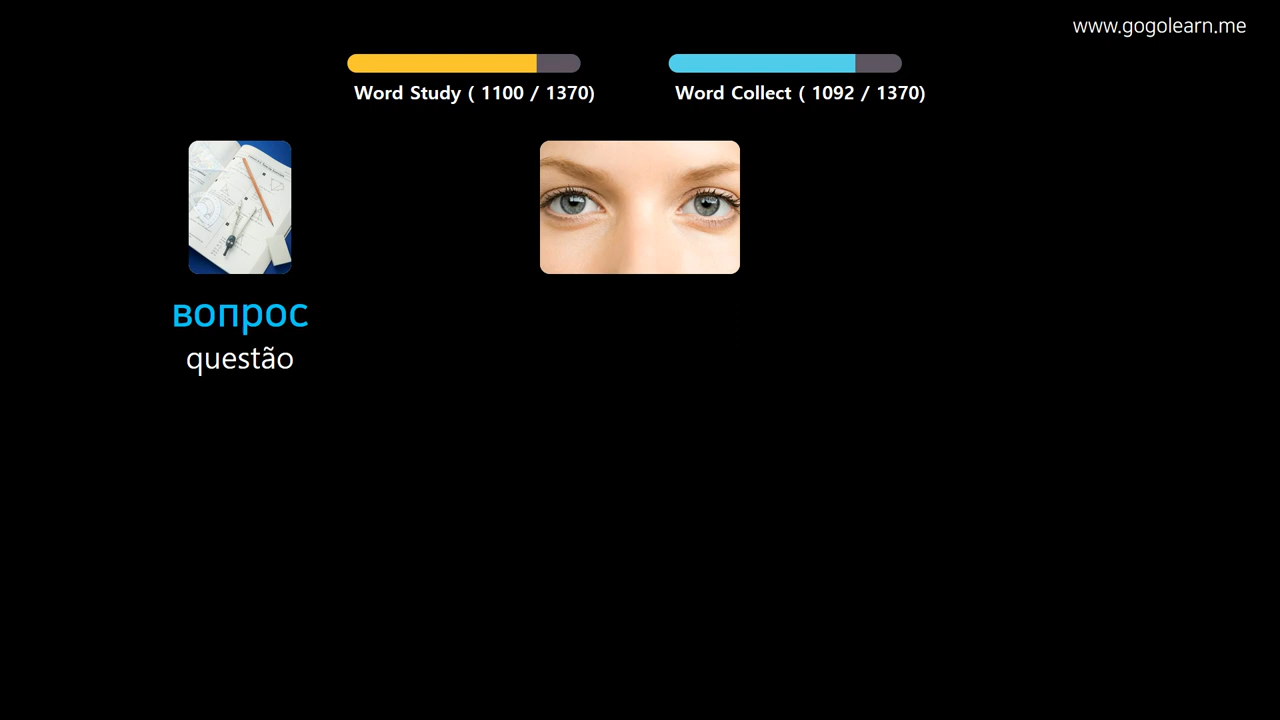 www.gogolearn.me
Word Study ( 1100 / 1370)
Word Collect ( 1092 / 1370)
вопрос
questão